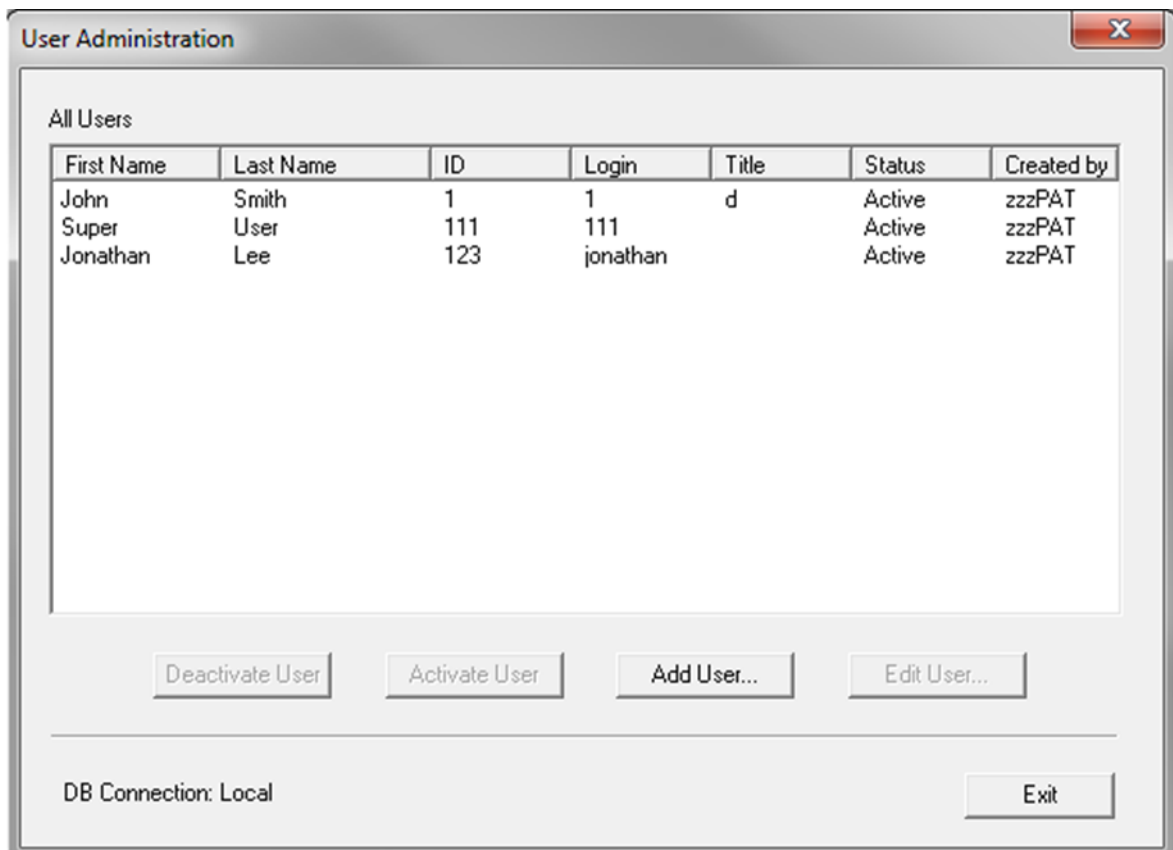 User Administration
All Users
First Name Last Name ID Login Title Status Created by
John Smith 1 1 d Active zzzPAT
Super User 111 111 Active zzzPAT
Jonathan Lee 123 jonathan Active zzzPAT
Deactivate User Activate User Add User... Edit User...
DB Connection: Local Exit